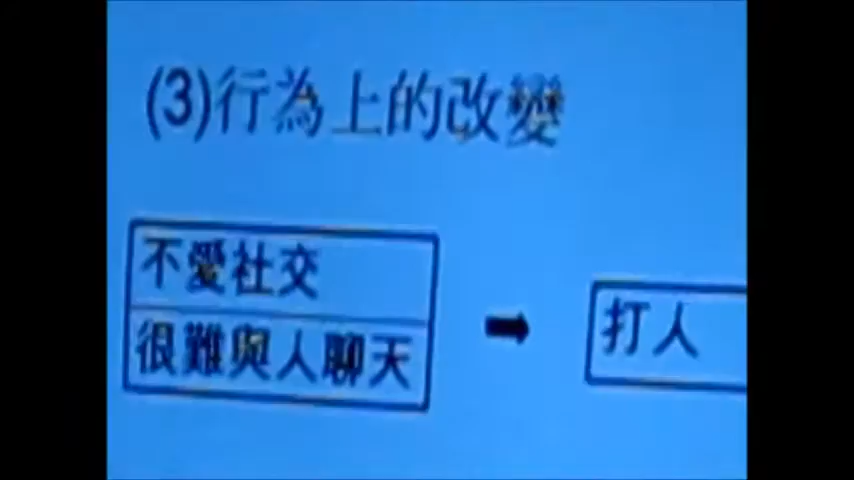 (3)行為上的改變
不愛社交
很難與人聊天
打人